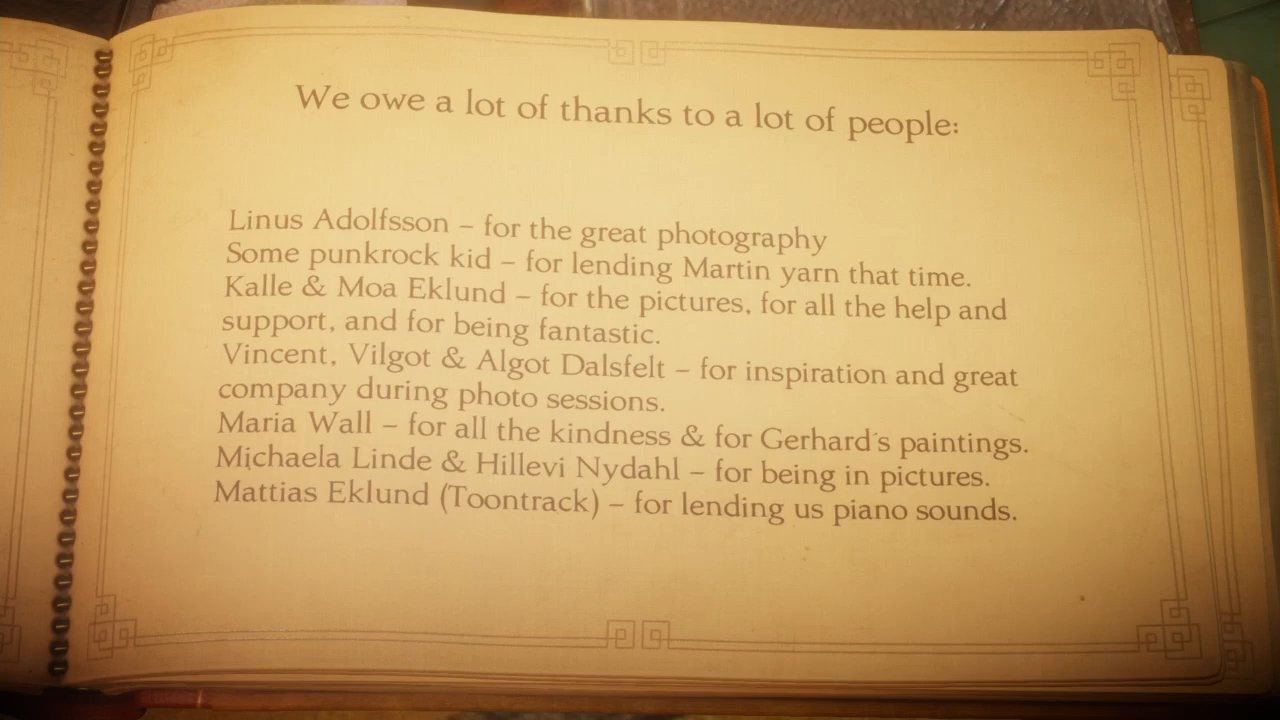 We owe a lot of thanks to a lot of people:
Linus Adolfsson – for the great photography
Some punkrock kid – for lending Martin yarn that time.
Kalle & Moa Eklund – for the pictures, for all the help and
support, and for being fantastic.
Vincent, Vilgot & Algot Dalsfelt – for inspiration and great
company during photo sessions.
Maria Wall – for all the kindness & for Gerhard´s paintings.
Michaela Linde & Hillevi Nydahl – for being in pictures.
Mattias Eklund (Toontrack) – for lending us piano sounds.